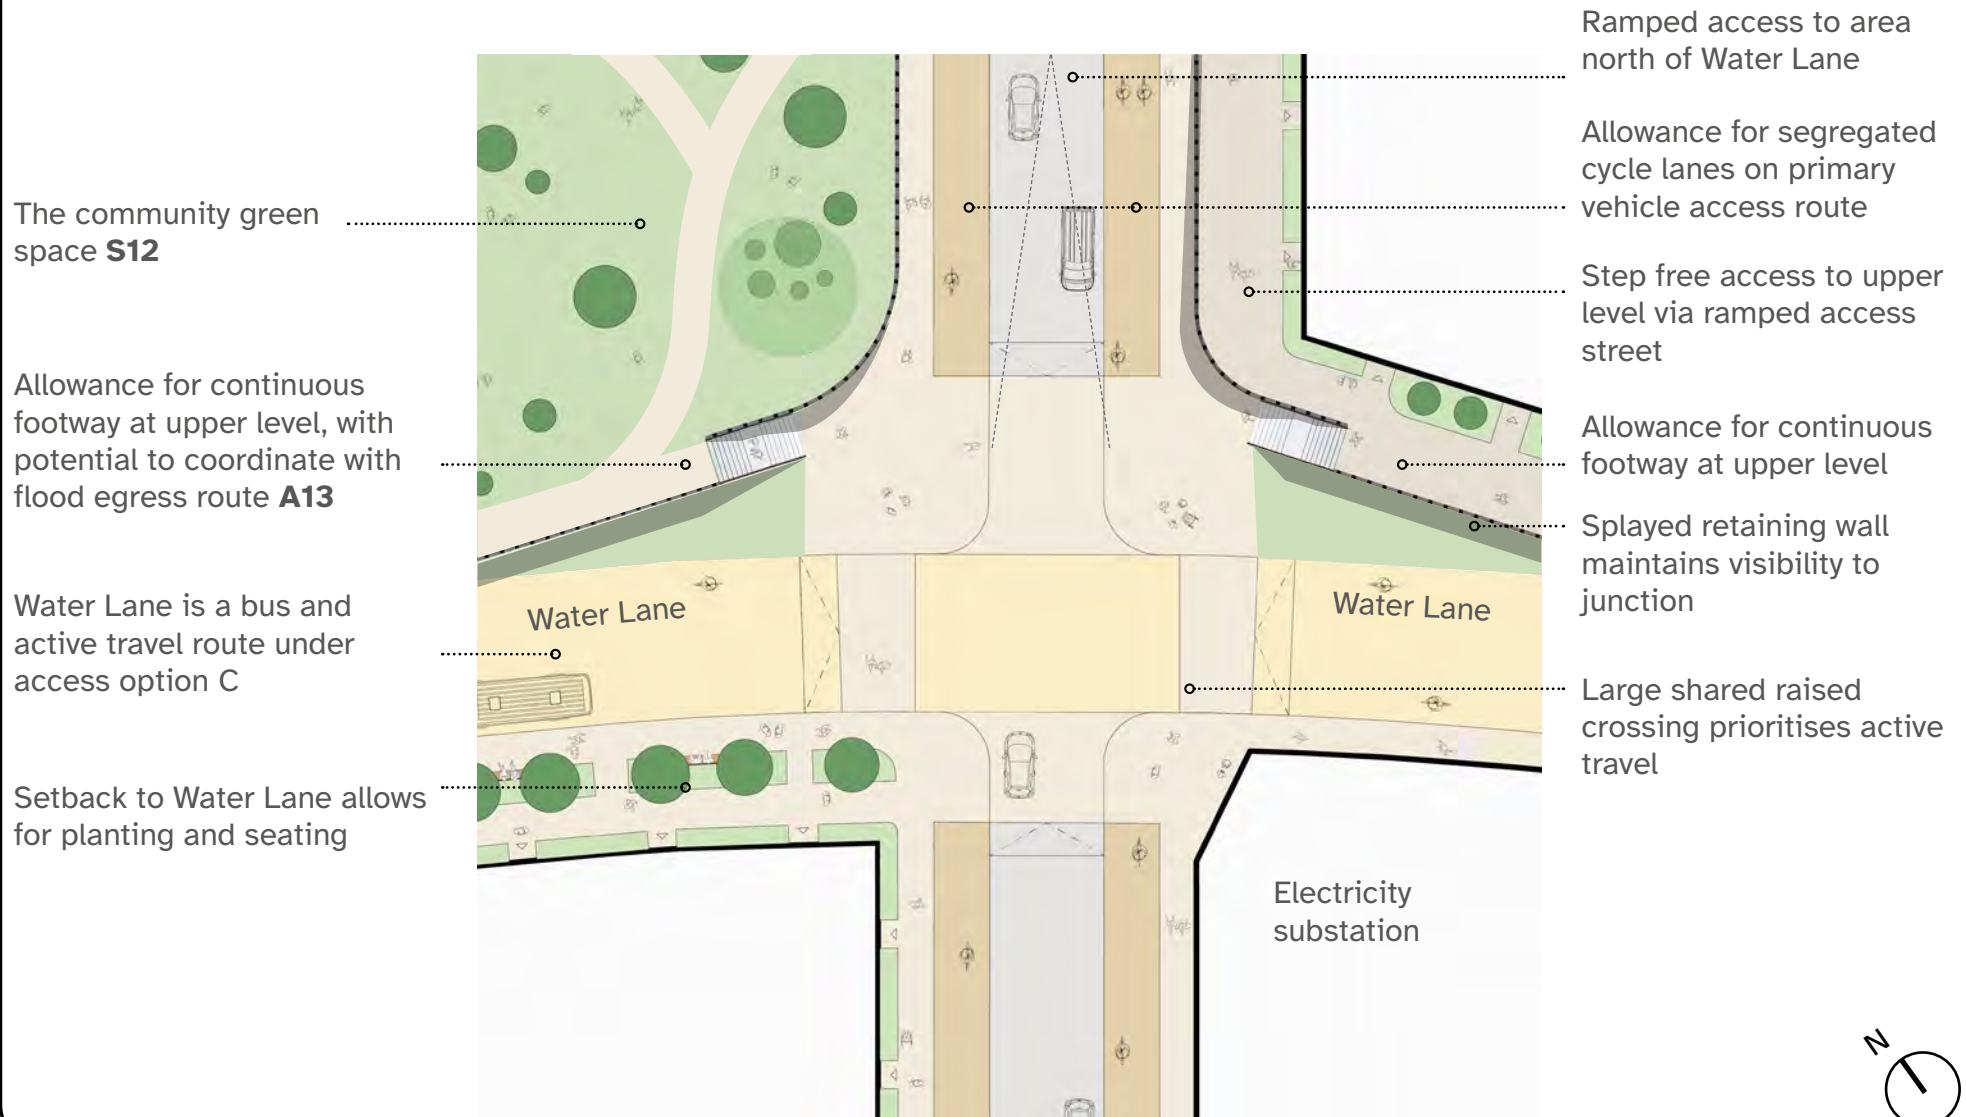 The community green
space S12
Allowance for continuous
footway at upper level, with
potential to coordinate with
flood egress route A13
Water Lane is a bus and
active travel route under
access option C
Setback to Water Lane allows
for planting and seating
Water Lane
Water Lane
Electricity
substation
Ramped access to area
north of Water Lane
Allowance for segregated
cycle lanes on primary
vehicle access route
Step free access to upper
level via ramped access
street
Allowance for continuous
footway at upper level
Splayed retaining wall
maintains visibility to
junction
Large shared raised
crossing prioritises active
travel
N